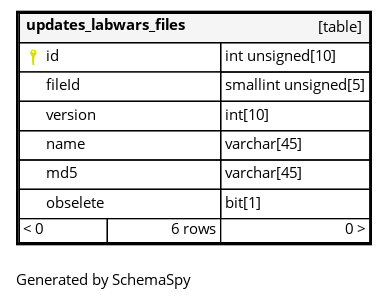 updates_labwars_files [table]
id int unsigned[10]
fileId smallint unsigned[5]
version int[10]
name varchar[45]
md5 varchar[45]
obselete bit[1]
< 0 6 rows 0 >
Generated by SchemaSpy